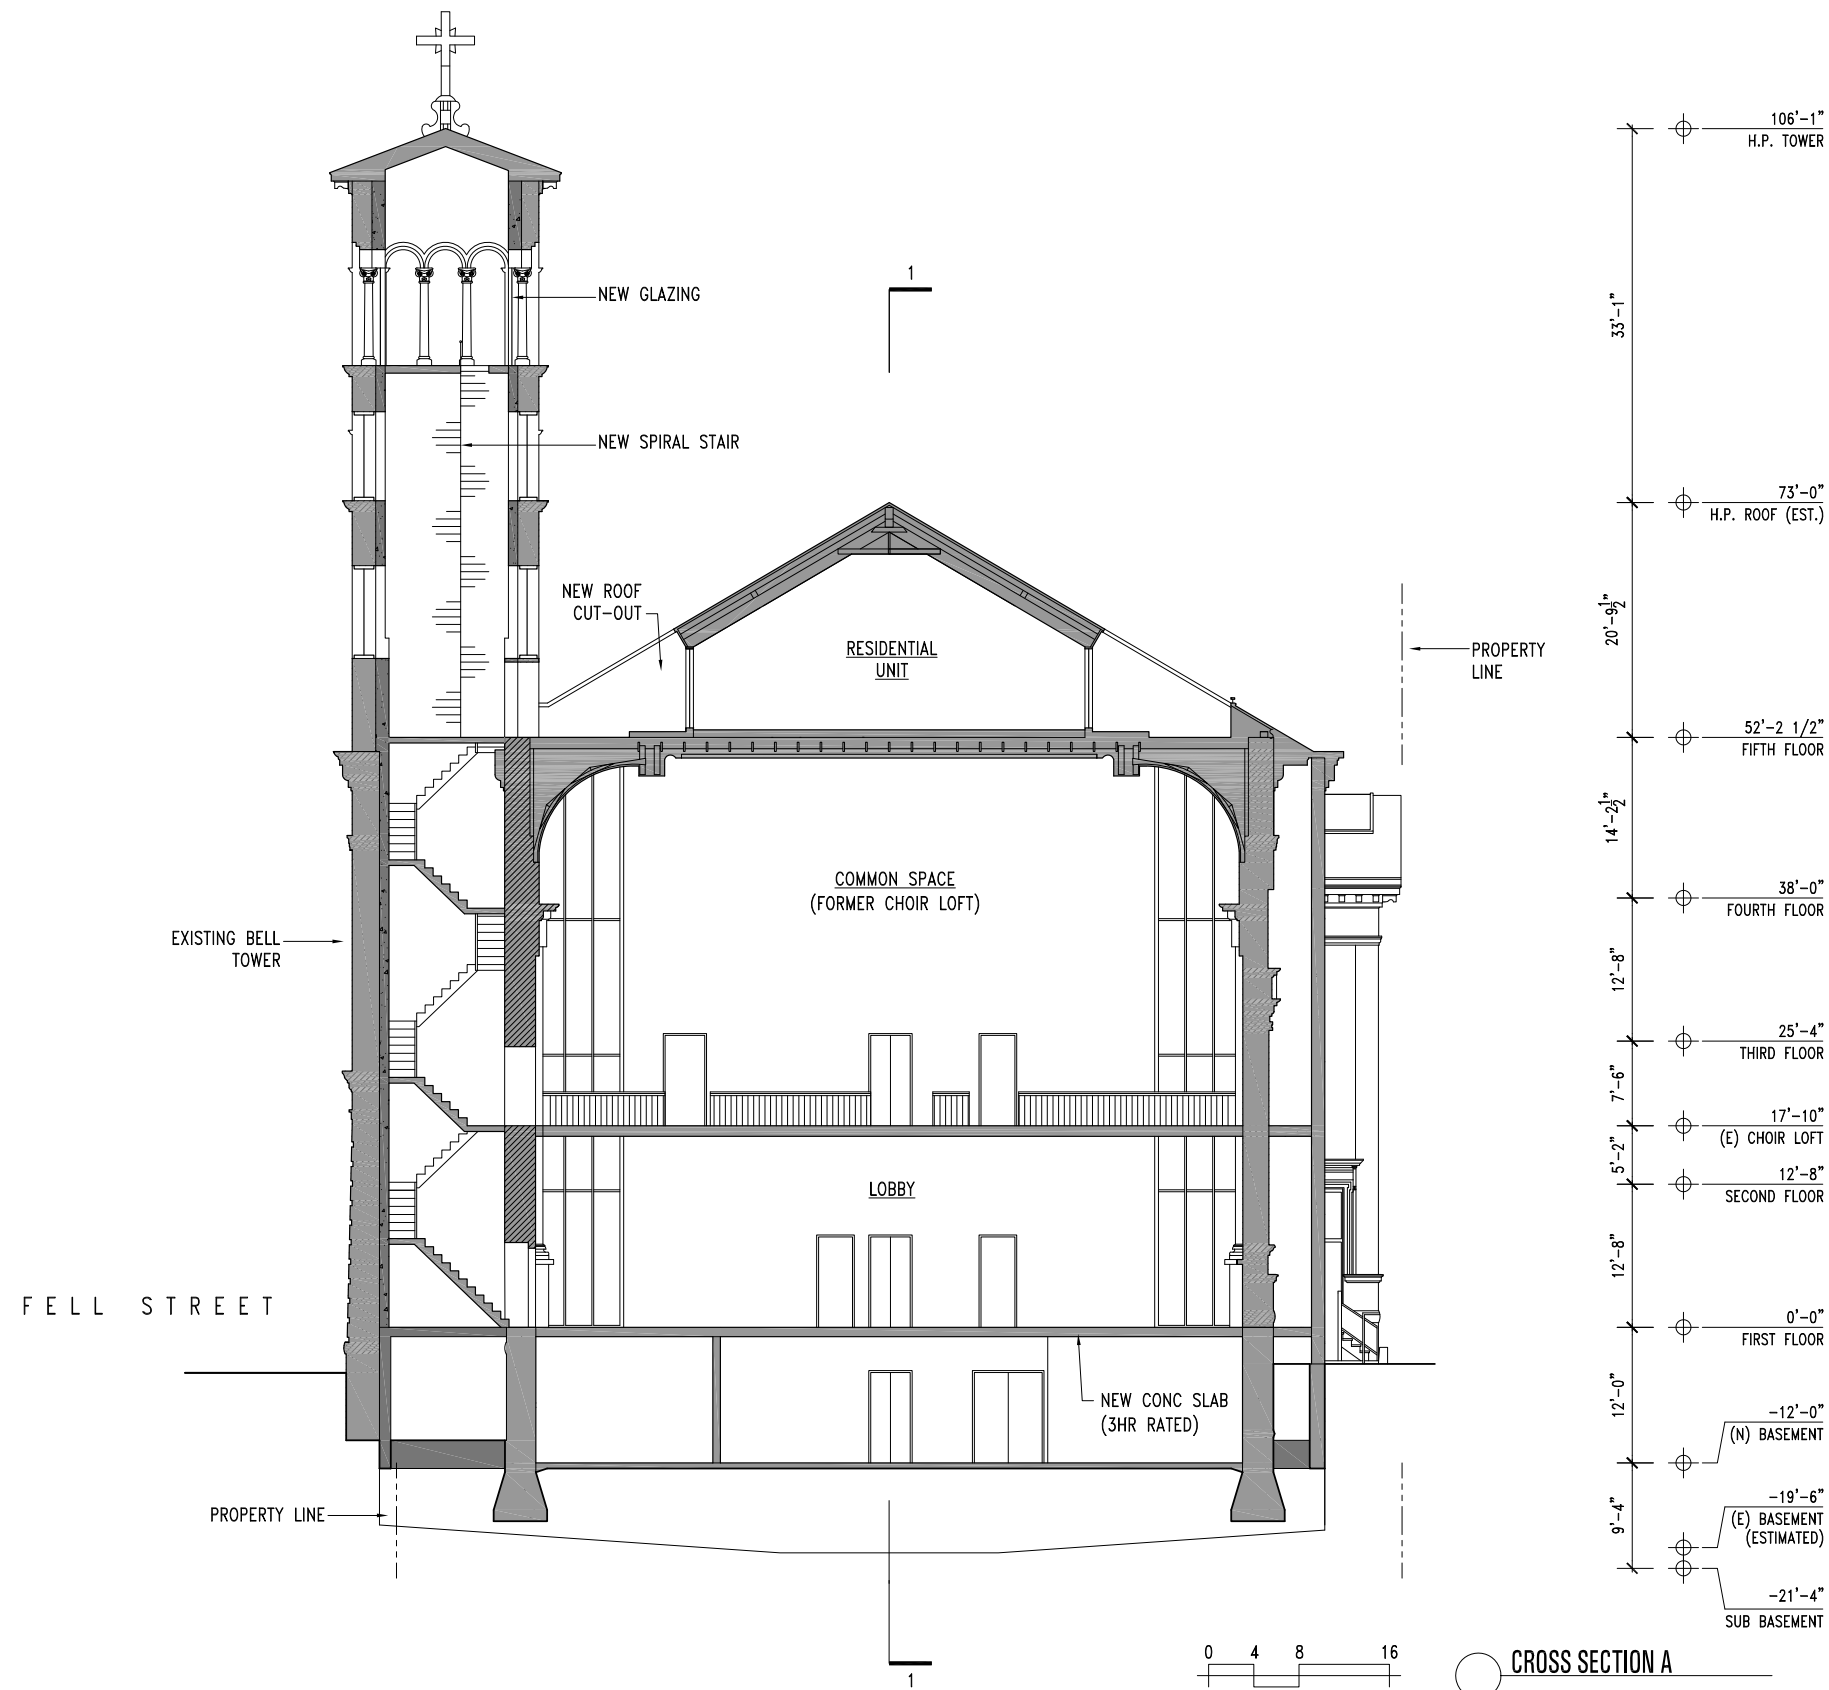 106'-1"
H.P. TOWER
1
NEW GLAZING
33'-1"
NEW SPIRAL STAIR
73'-0"
H.P. ROOF (EST.)
NEW ROOF
CUT-OUT
20'-9 1/2"
RESIDENTIAL
UNIT
PROPERTY
LINE
52'-2 1/2"
FIFTH FLOOR
14'-2 1/2"
COMMON SPACE
(FORMER CHOIR LOFT)
38'-0"
FOURTH FLOOR
EXISTING BELL
TOWER
12'-8"
25'-4"
THIRD FLOOR
7'-6"
17'-10"
(E) CHOIR LOFT
5'-2"
12'-8"
SECOND FLOOR
LOBBY
12'-8"
FELL STREET
0'-0"
FIRST FLOOR
NEW CONC SLAB
(3HR RATED)
12'-0"
-12'-0"
(N) BASEMENT
PROPERTY LINE
9'-4"
-19'-6"
(E) BASEMENT
(ESTIMATED)
-21'-4"
SUB BASEMENT
1
0 4 8 16
CROSS SECTION A